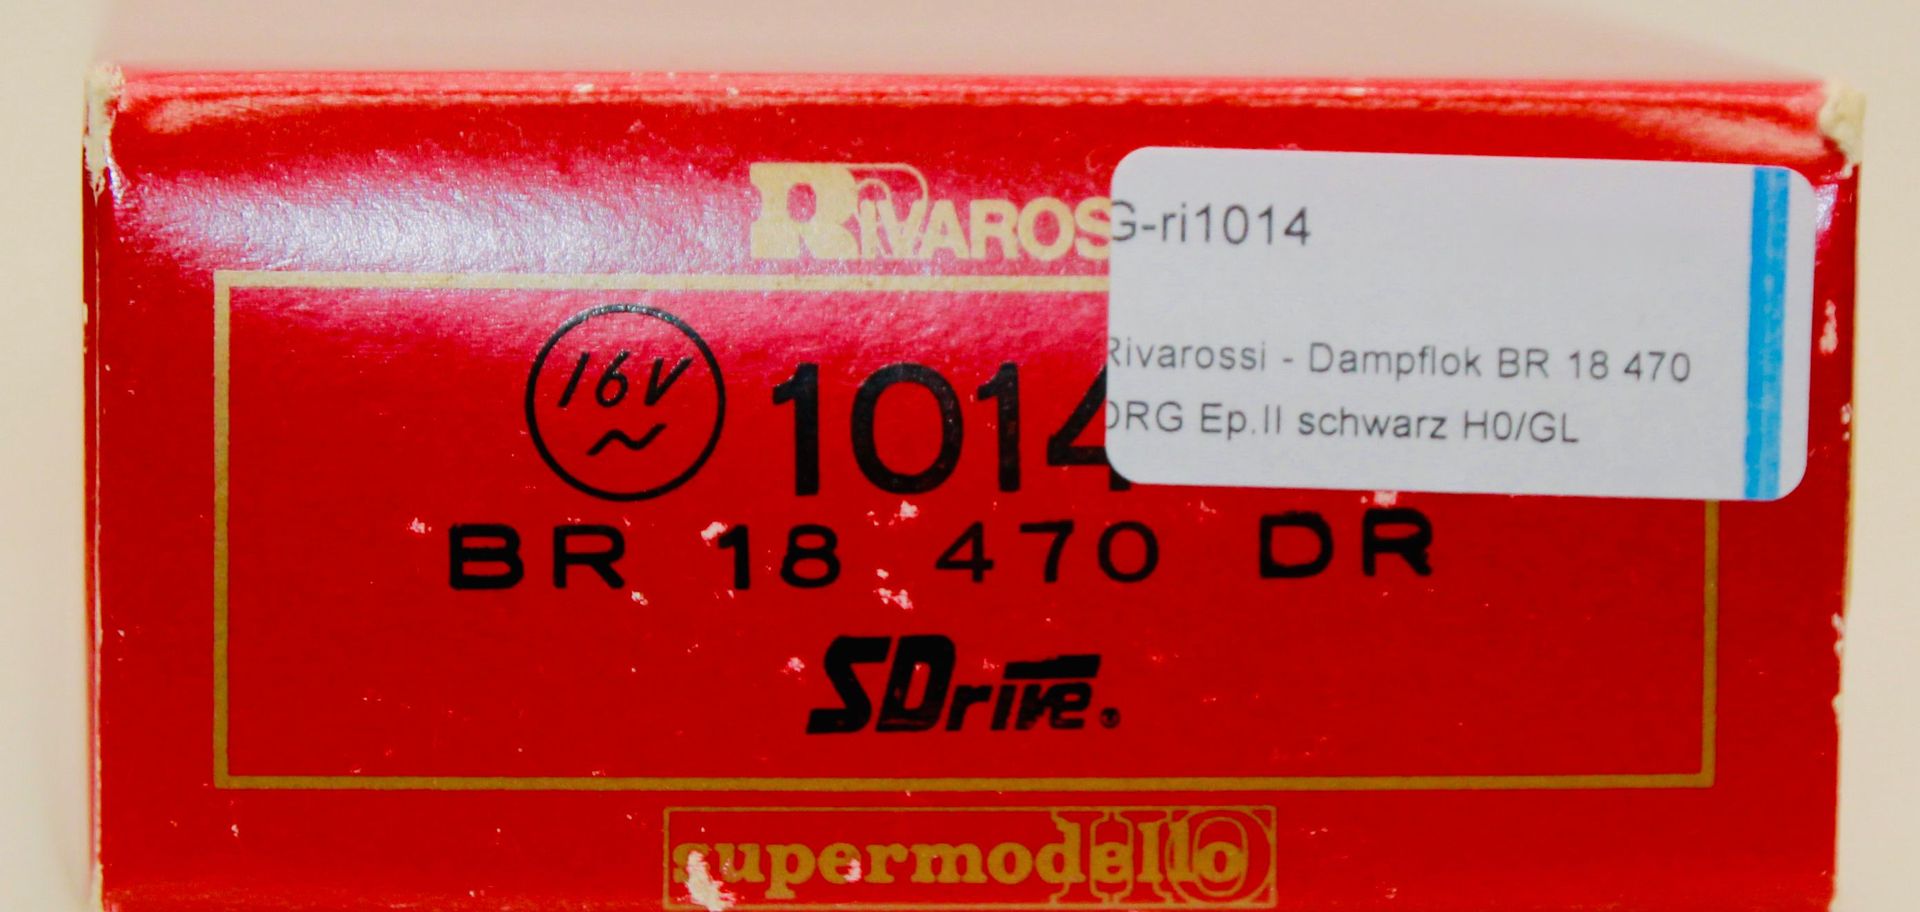 RIVAROS
G-ri1014
Rivarossi - Dampflok BR 18 470
DRG Ep.II schwarz H0/GL
16V
~
1014
BR 18 470 DR
SDrive
supermodello HO